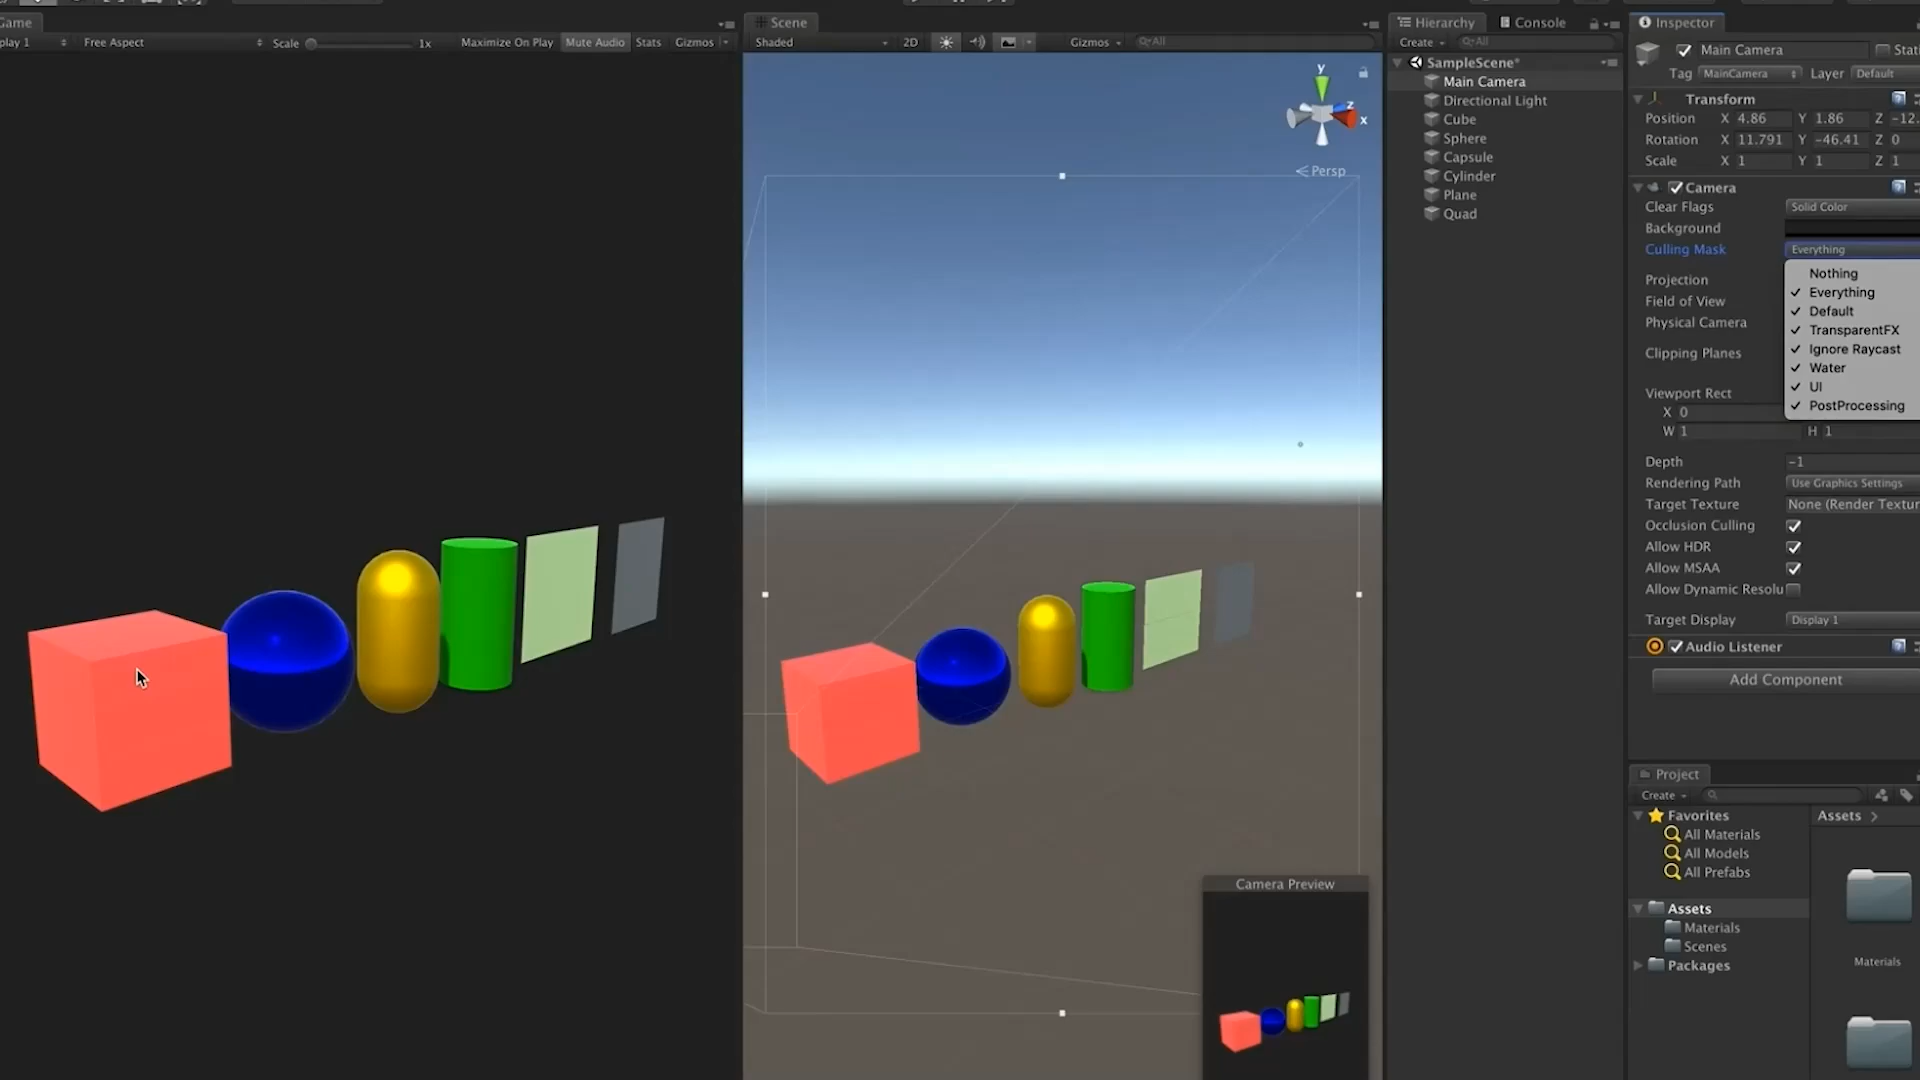 Game
play 1 Free Aspect Scale 1x Maximize On Play Mute Audio Stats Gizmos
Scene
Shaded 2D Gizmos All
y
z
x
Persp
Camera Preview
Hierarchy Console
Create All
SampleScene*
Main Camera
Directional Light
Cube
Sphere
Capsule
Cylinder
Plane
Quad
Inspector
Main Camera Stati
Tag MainCamera Layer Default
Transform
Position X 4.86 Y 1.86 Z -12.
Rotation X 11.791 Y -46.41 Z 0
Scale X 1 Y 1 Z 1
Camera
Clear Flags Solid Color
Background
Culling Mask Everything
Nothing
Everything
Default
TransparentFX
Ignore Raycast
Water
UI
PostProcessing
Projection
Field of View
Physical Camera
Clipping Planes
Viewport Rect
X 0
W 1 H 1
Depth -1
Rendering Path Use Graphics Settings
Target Texture None (Render Textur
Occlusion Culling
Allow HDR
Allow MSAA
Allow Dynamic Resolu
Target Display Display 1
Audio Listener
Add Component
Project
Create
Favorites
All Materials
All Models
All Prefabs
Assets
Materials
Scenes
Packages
Assets >
Materials